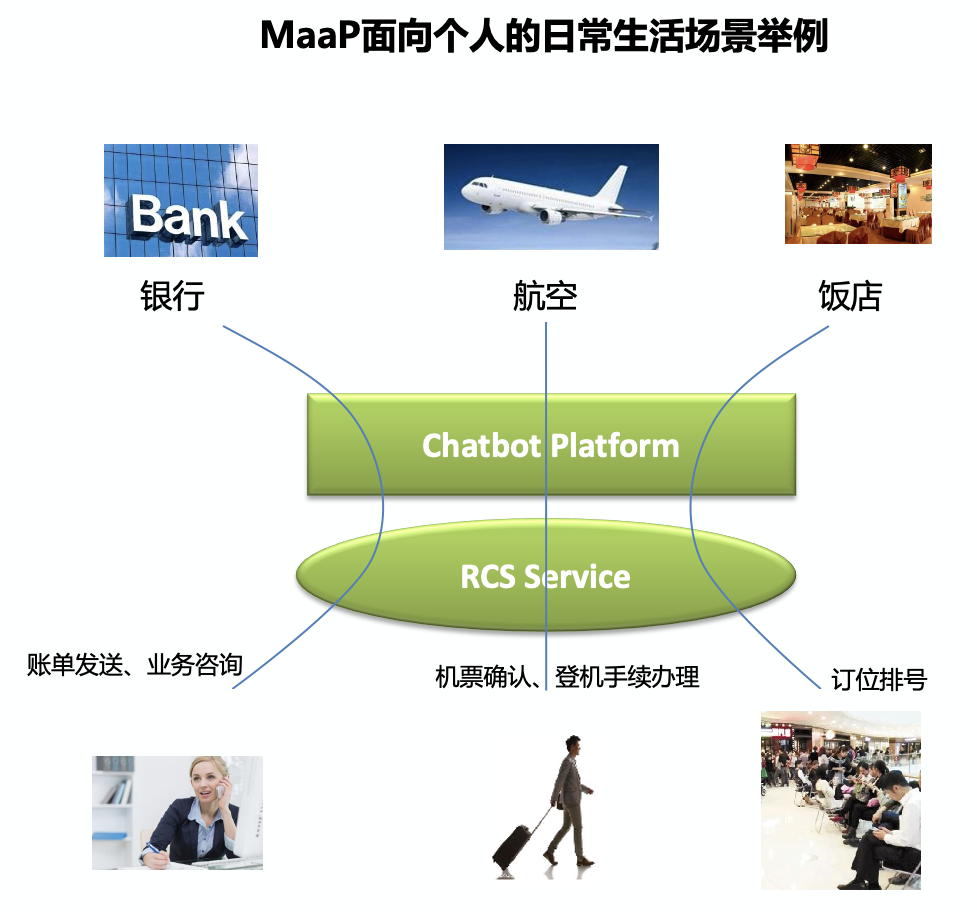 MaaP面向个人的日常生活场景举例
Bank
银行
航空
饭店
Chatbot Platform
RCS Service
账单发送、业务咨询
机票确认、登机手续办理
订位排号